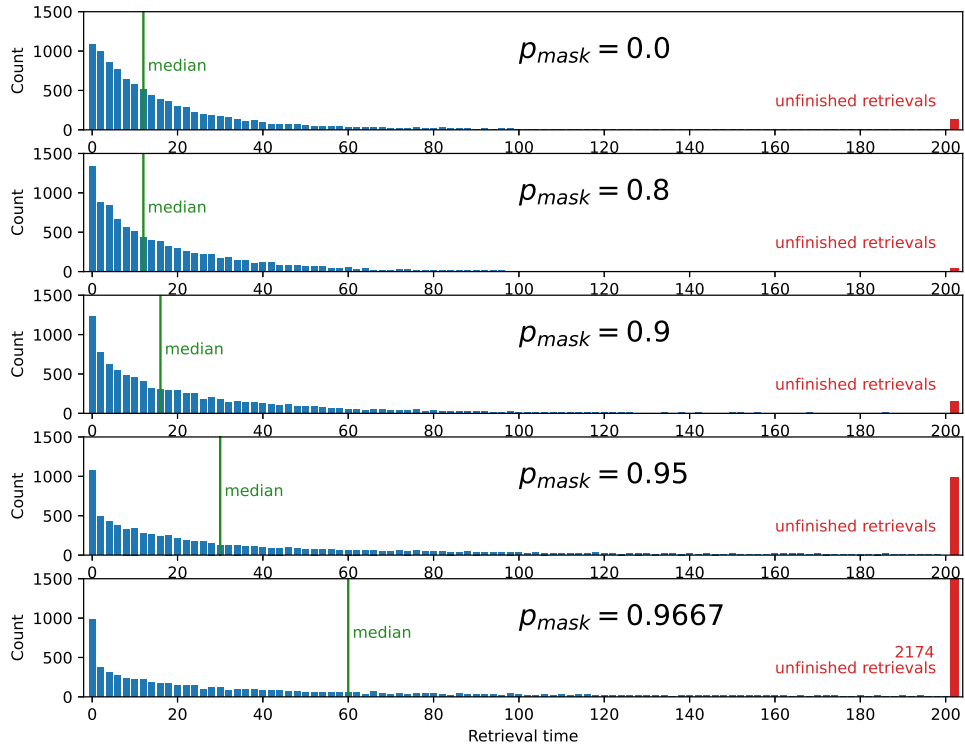 1500
1000
500
0
Count
p_mask = 0.0
median
unfinished retrievals
0 20 40 60 80 100 120 140 160 180 200
1500
1000
500
0
Count
p_mask = 0.8
median
unfinished retrievals
0 20 40 60 80 100 120 140 160 180 200
1500
1000
500
0
Count
p_mask = 0.9
median
unfinished retrievals
0 20 40 60 80 100 120 140 160 180 200
1500
1000
500
0
Count
p_mask = 0.95
median
unfinished retrievals
0 20 40 60 80 100 120 140 160 180 200
1500
1000
500
0
Count
p_mask = 0.9667
median
2174
unfinished retrievals
0 20 40 60 80 100 120 140 160 180 200
Retrieval time